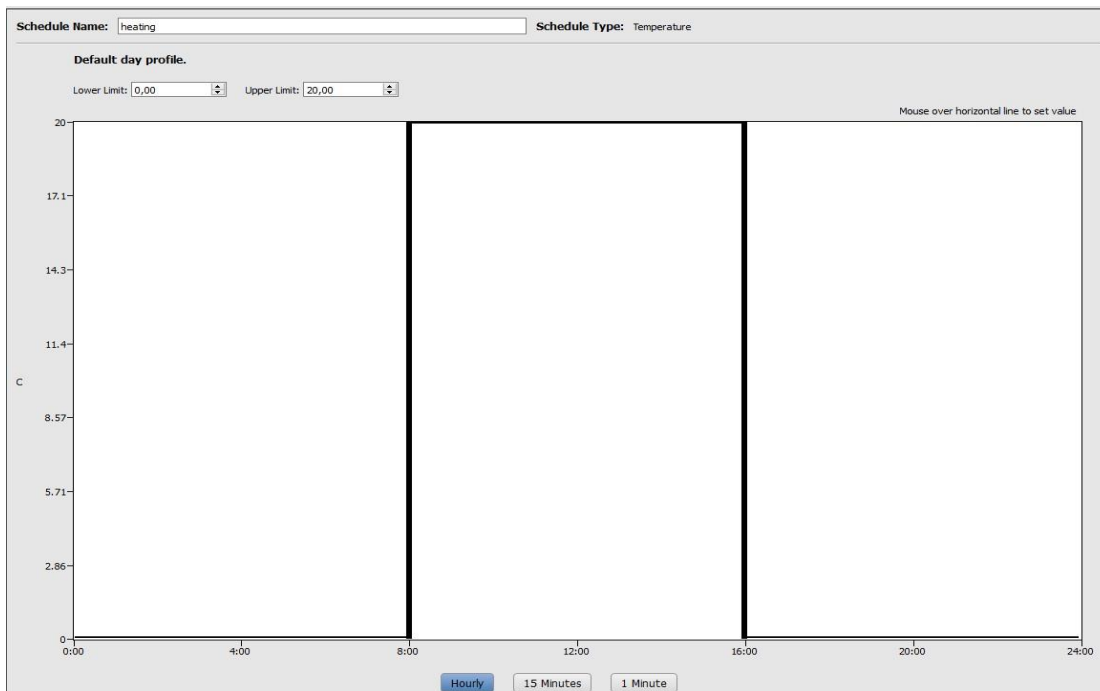 Schedule Name: heating Schedule Type: Temperature
Default day profile.
Lower Limit: 0,00 Upper Limit: 20,00
Mouse over horizontal line to set value
20
17.1
14.3
11.4
C
8.57
5.71
2.86
0
0:00 4:00 8:00 12:00 16:00 20:00 24:00
Hourly 15 Minutes 1 Minute